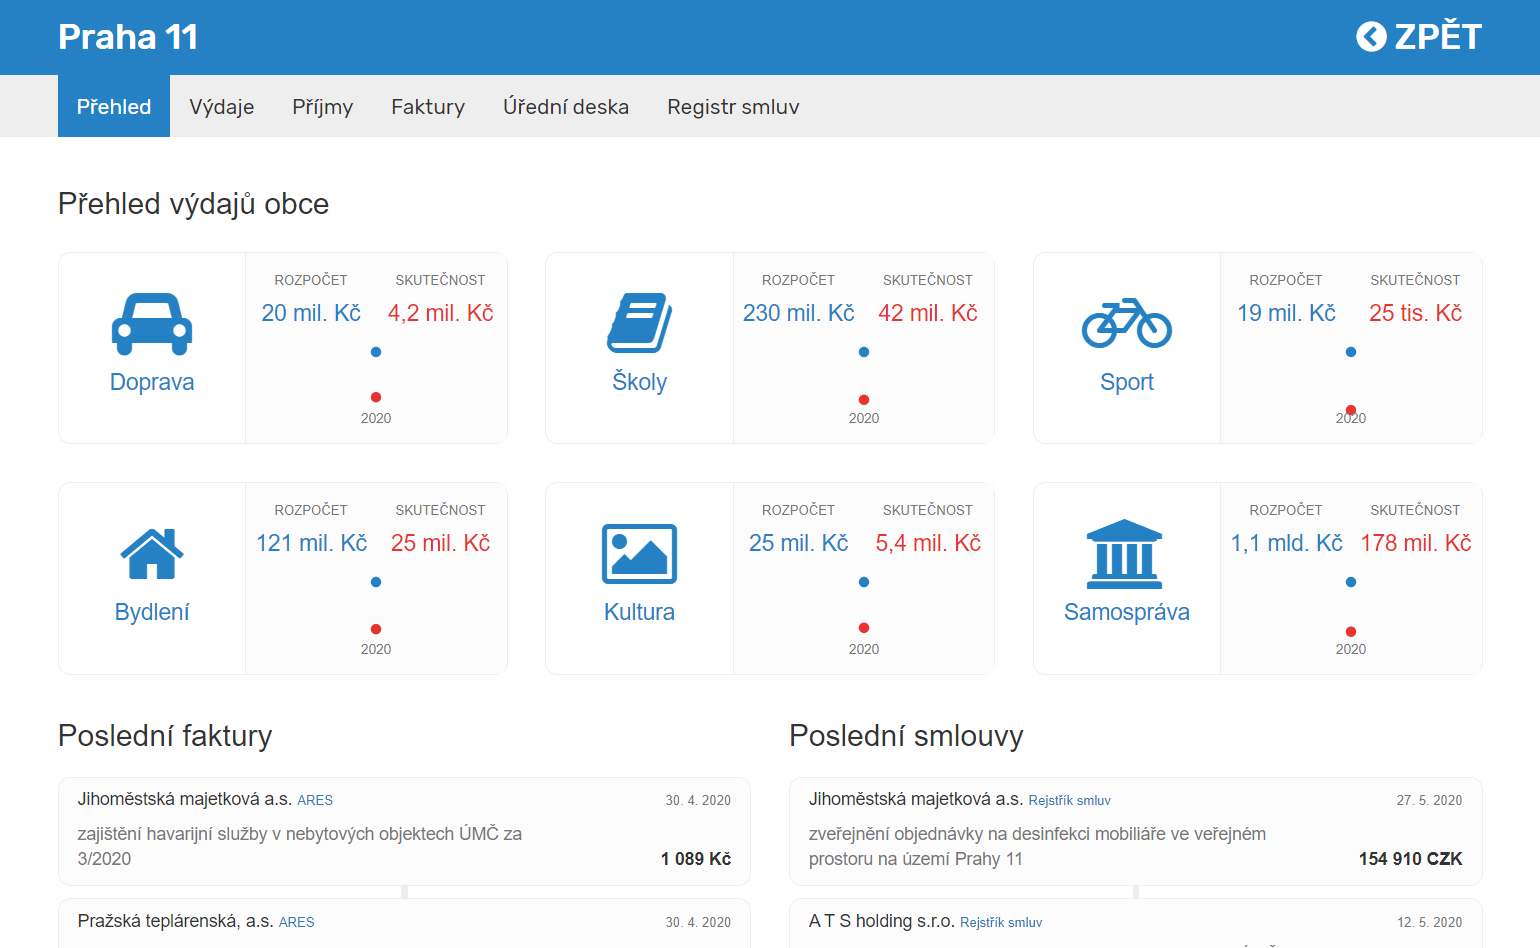 Praha 11
ZPĚT
Přehled
Výdaje
Příjmy
Faktury
Úřední deska
Registr smluv
Přehled výdajů obce
Doprava
ROZPOČET SKUTEČNOST
20 mil. Kč 4,2 mil. Kč
2020
Školy
ROZPOČET SKUTEČNOST
230 mil. Kč 42 mil. Kč
2020
Sport
ROZPOČET SKUTEČNOST
19 mil. Kč 25 tis. Kč
2020
Bydlení
ROZPOČET SKUTEČNOST
121 mil. Kč 25 mil. Kč
2020
Kultura
ROZPOČET SKUTEČNOST
25 mil. Kč 5,4 mil. Kč
2020
Samospráva
ROZPOČET SKUTEČNOST
1,1 mld. Kč 178 mil. Kč
2020
Poslední faktury
Jihoměstská majetková a.s. ARES 30. 4. 2020
zajištění havarijní služby v nebytových objektech ÚMČ za
3/2020 1 089 Kč
Pražská teplárenská, a.s. ARES 30. 4. 2020
Poslední smlouvy
Jihoměstská majetková a.s. Rejstřík smluv 27. 5. 2020
zveřejnění objednávky na desinfekci mobiliáře ve veřejném
prostoru na území Prahy 11 154 910 CZK
A T S holding s.r.o. Rejstřík smluv 12. 5. 2020